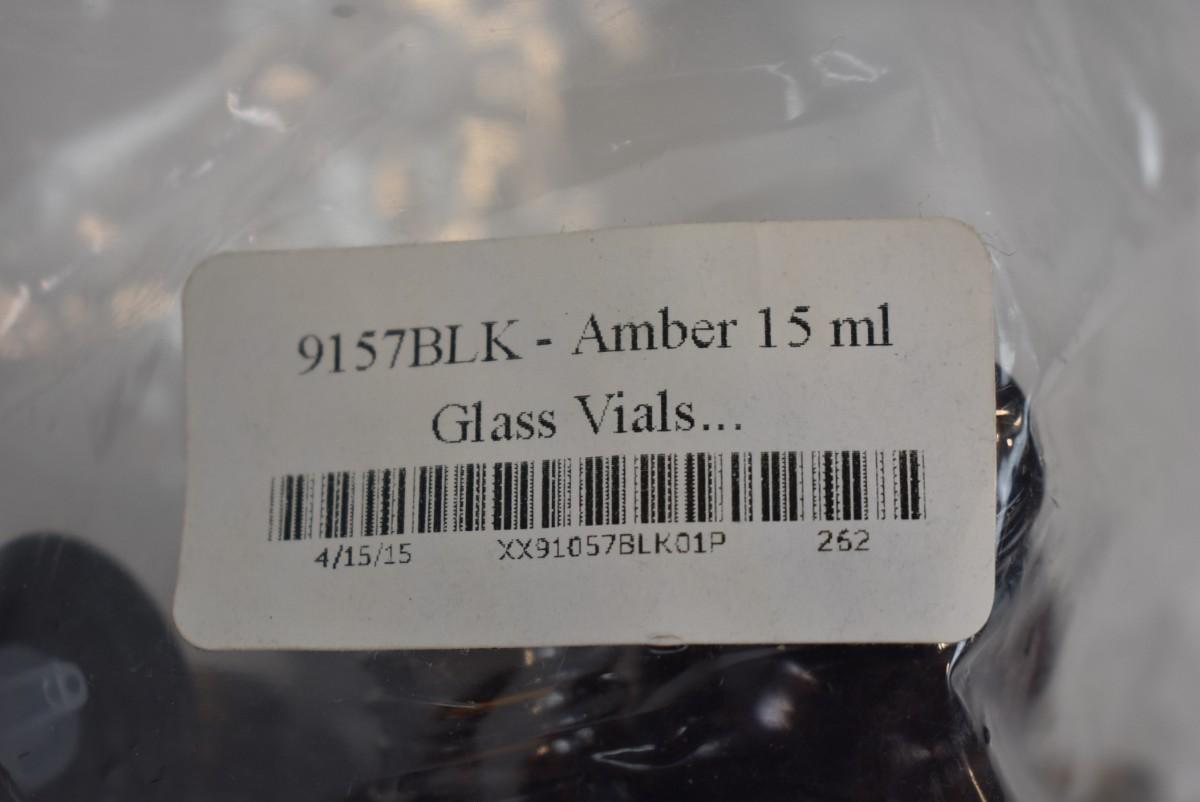 9157BLK - Amber 15 ml
Glass Vials...
4/15/15 XX91057BLK01P 262